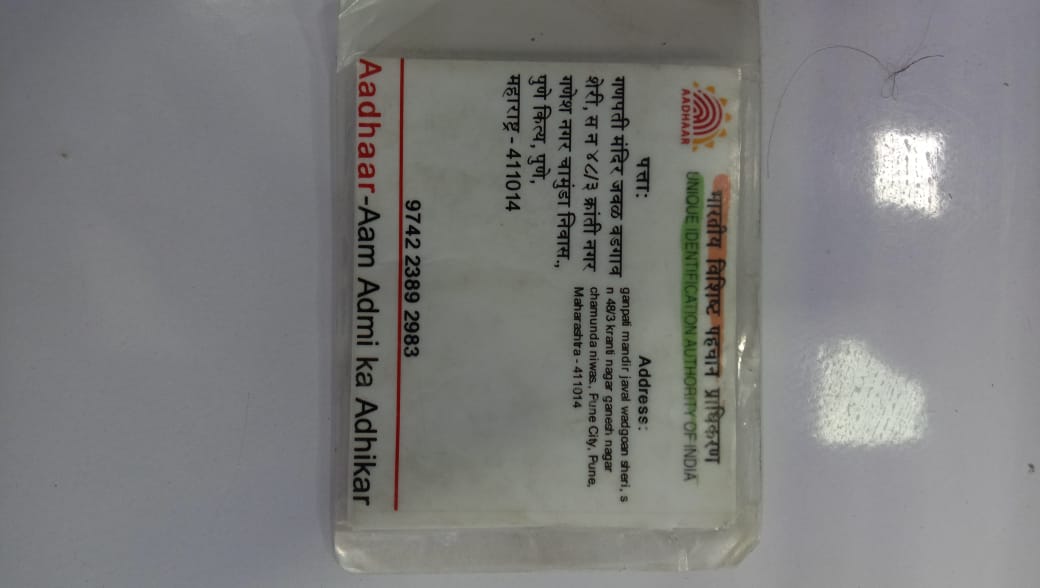 भारतीय विशिष्ट पहचान प्राधिकरण
UNIQUE IDENTIFICATION AUTHORITY OF INDIA
AADHAAR
पत्ता:
गणपती मंदिर जवळ वडगाव
शेरी, स न ४८/३ क्रांती नगर
गणेश नगर चामुंडा निवास.,
पुणे कित्य, पुणे,
महाराष्ट्र - 411014
Address:
ganpati mandir javal wadgoan sheri, s
n 48/3 kranti nagar ganesh nagar
chamunda niwas., Pune City, Pune,
Maharashtra - 411014
9742 2389 2983
Aadhaar-Aam Admi ka Adhikar